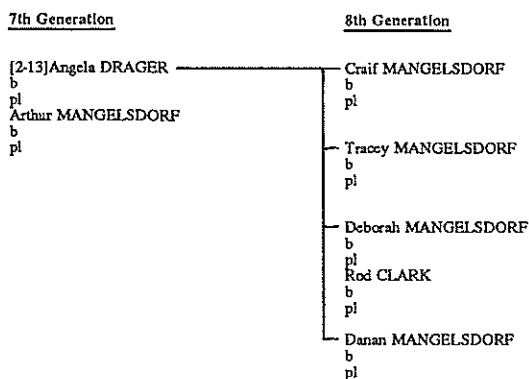 7th Generation
[2-13]Angela DRAGER
b
pl
Arthur MANGELSDORF
b
pl
8th Generation
Craif MANGELSDORF
b
pl
Tracey MANGELSDORF
b
pl
Deborah MANGELSDORF
b
pl
Rod CLARK
b
pl
Danan MANGELSDORF
b
pl